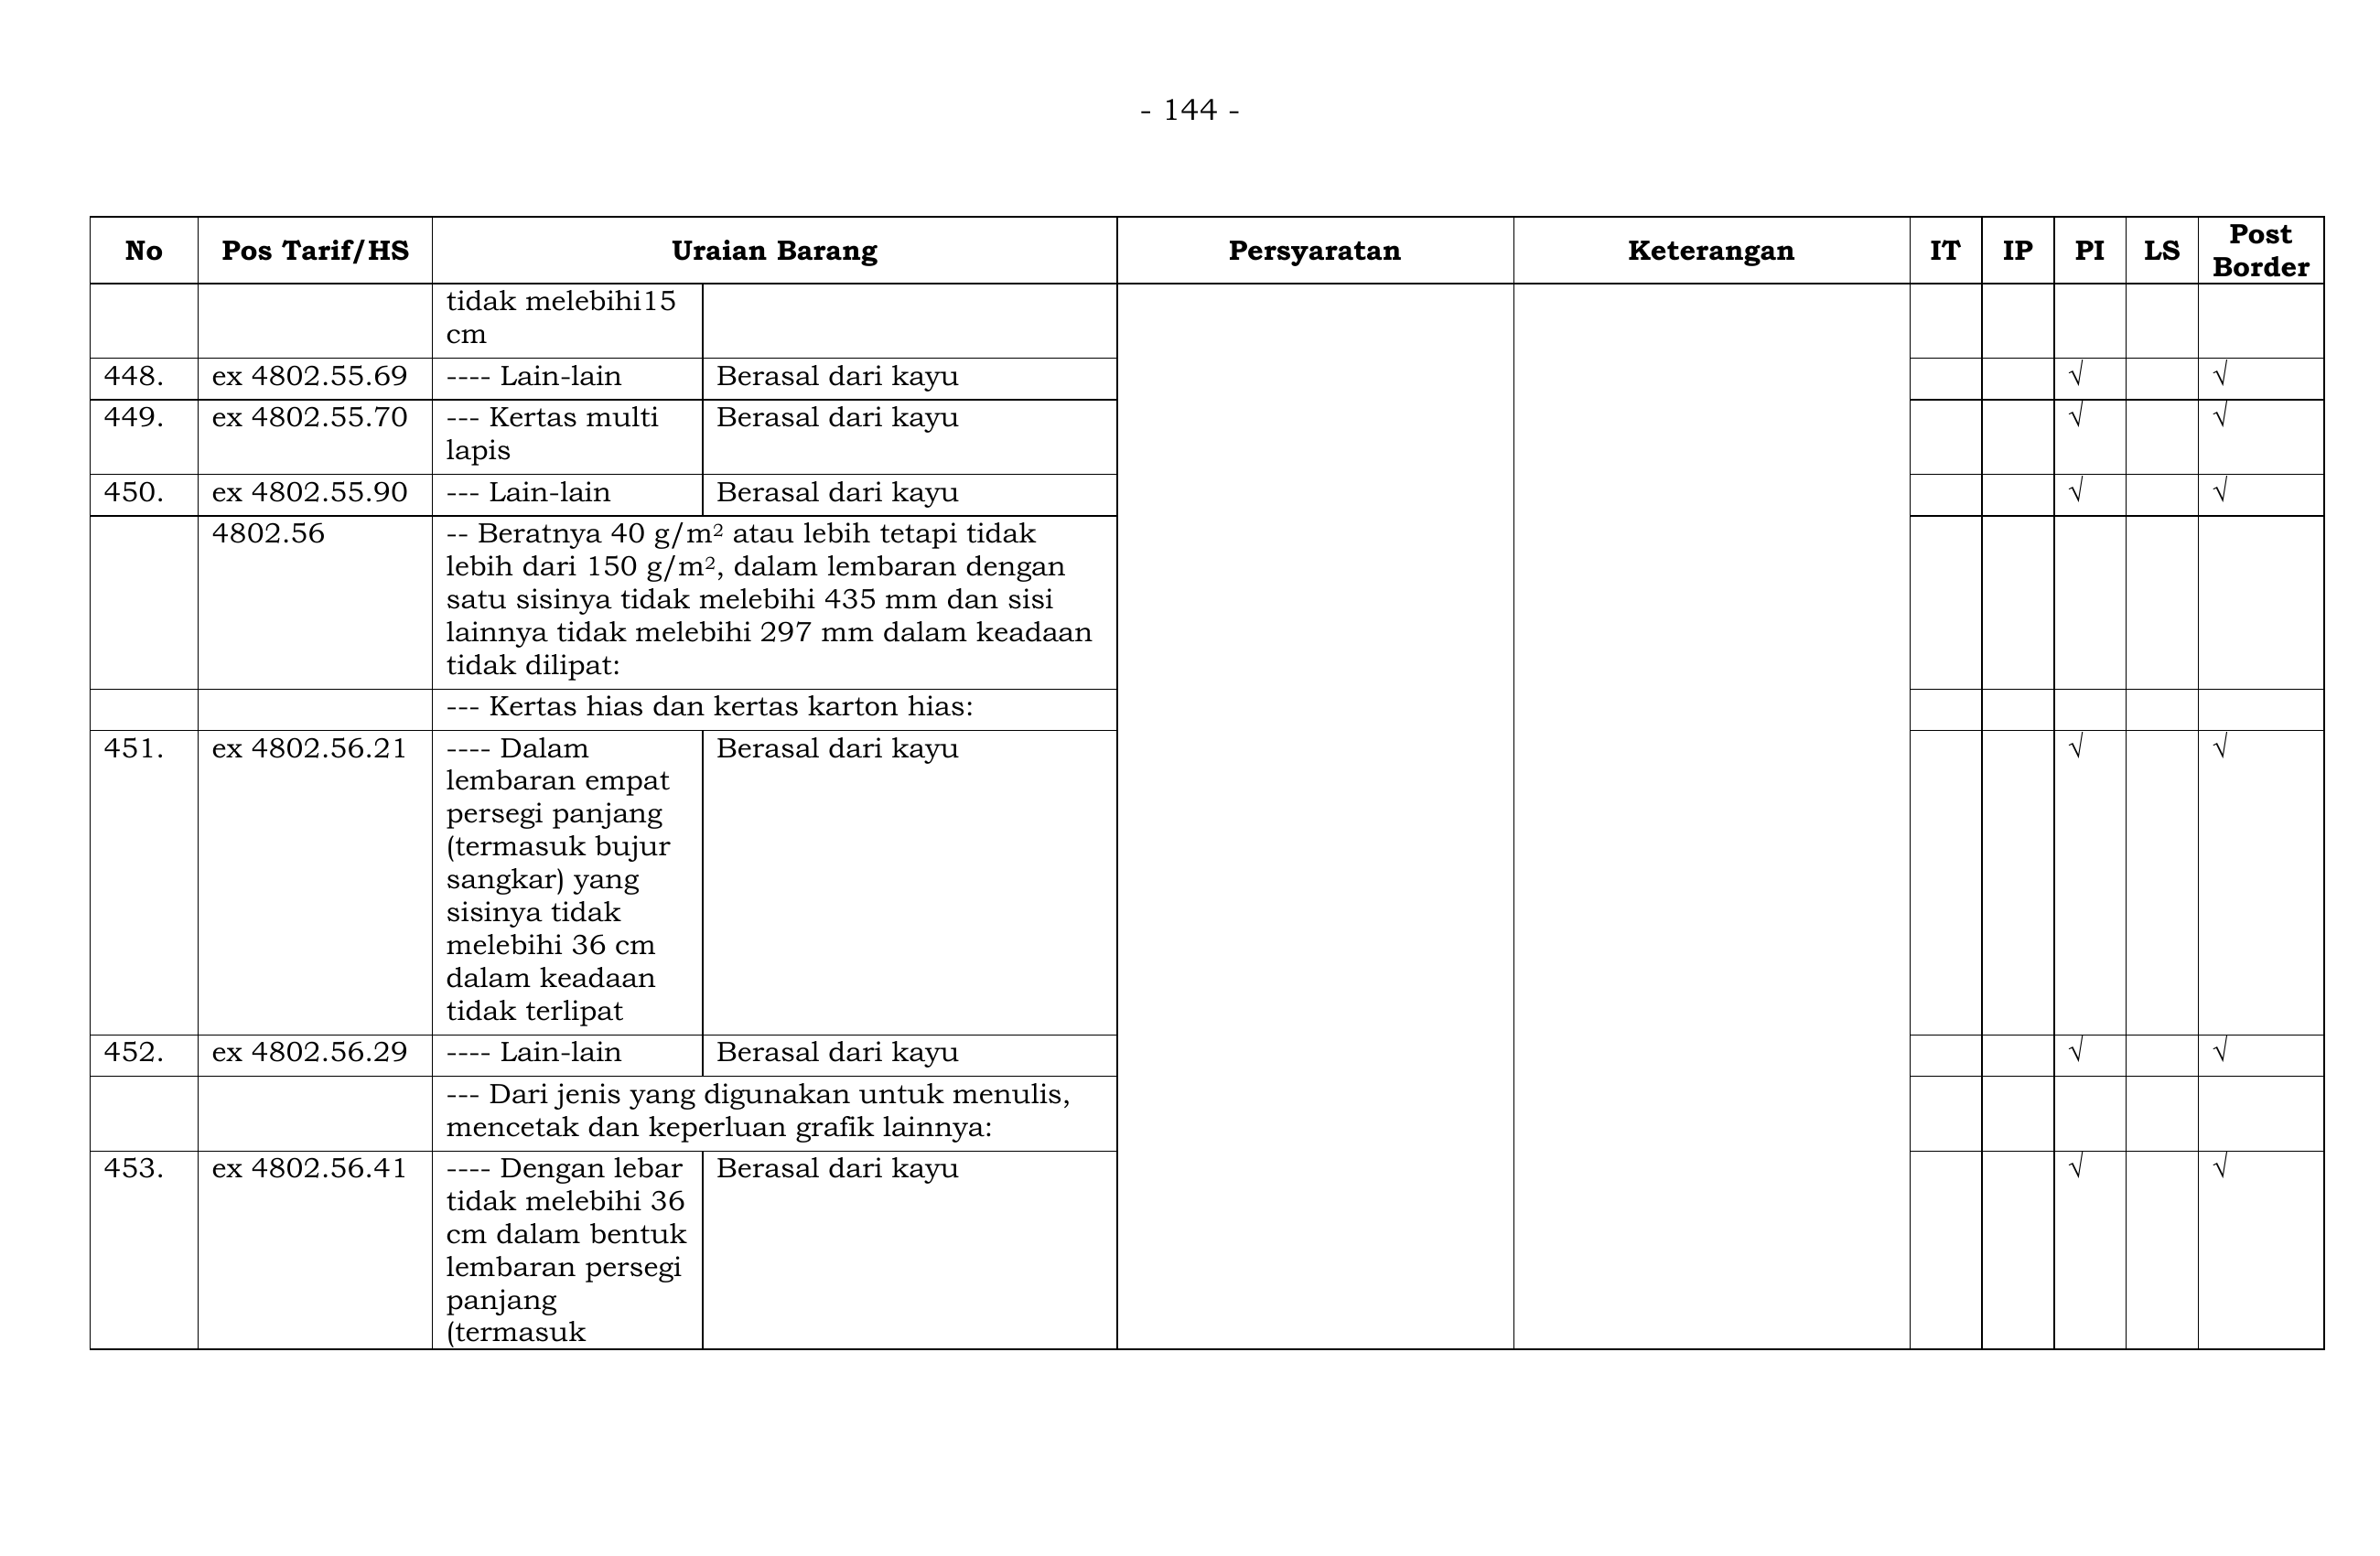 - 144 -
No Pos Tarif/HS Uraian Barang Persyaratan Keterangan IT IP PI LS Post Border
tidak melebihi15
cm
448. ex 4802.55.69 ---- Lain-lain Berasal dari kayu √ √
449. ex 4802.55.70 --- Kertas multi Berasal dari kayu √ √
lapis
450. ex 4802.55.90 --- Lain-lain Berasal dari kayu √ √
4802.56 -- Beratnya 40 g/m² atau lebih tetapi tidak
lebih dari 150 g/m², dalam lembaran dengan
satu sisinya tidak melebihi 435 mm dan sisi
lainnya tidak melebihi 297 mm dalam keadaan
tidak dilipat:
--- Kertas hias dan kertas karton hias:
451. ex 4802.56.21 ---- Dalam Berasal dari kayu √ √
lembaran empat
persegi panjang
(termasuk bujur
sangkar) yang
sisinya tidak
melebihi 36 cm
dalam keadaan
tidak terlipat
452. ex 4802.56.29 ---- Lain-lain Berasal dari kayu √ √
--- Dari jenis yang digunakan untuk menulis,
mencetak dan keperluan grafik lainnya:
453. ex 4802.56.41 ---- Dengan lebar Berasal dari kayu √ √
tidak melebihi 36
cm dalam bentuk
lembaran persegi
panjang
(termasuk